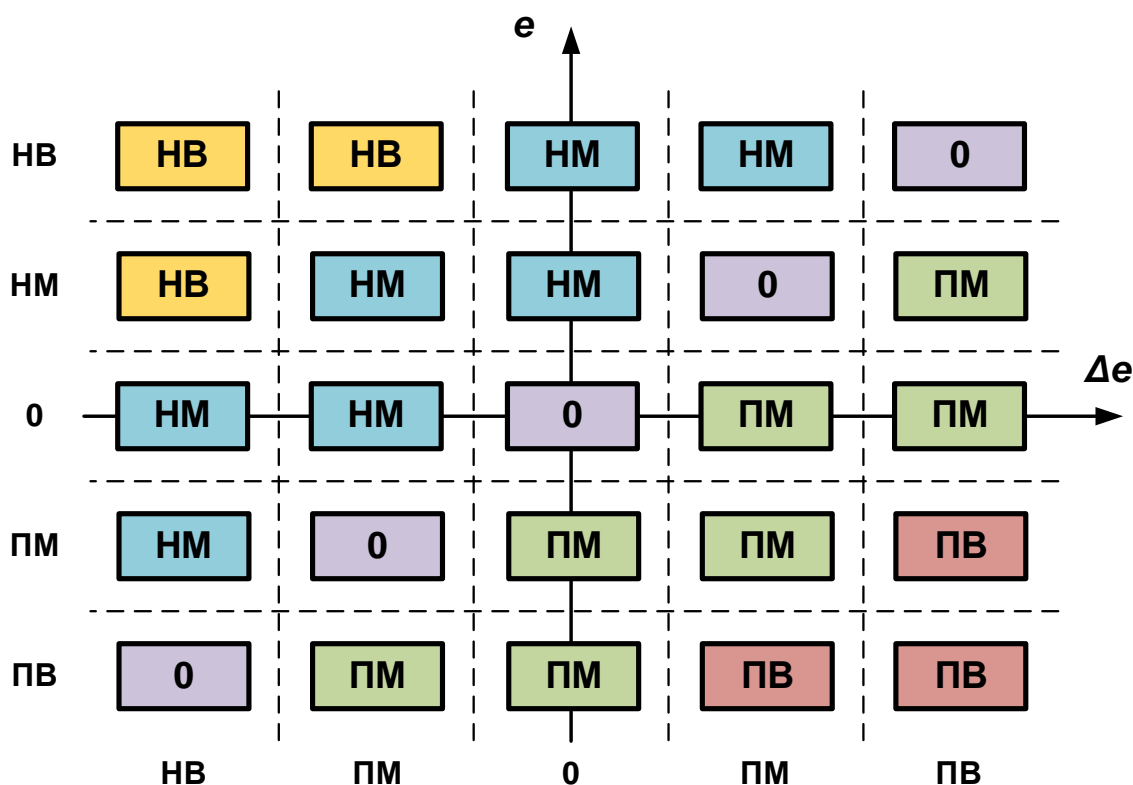 e
НВ НВ НВ НМ НМ 0
НМ НВ НМ НМ 0 ПМ
Δe
0 НМ НМ 0 ПМ ПМ
ПМ НМ 0 ПМ ПМ ПВ
ПВ 0 ПМ ПМ ПВ ПВ
НВ ПМ 0 ПМ ПВ